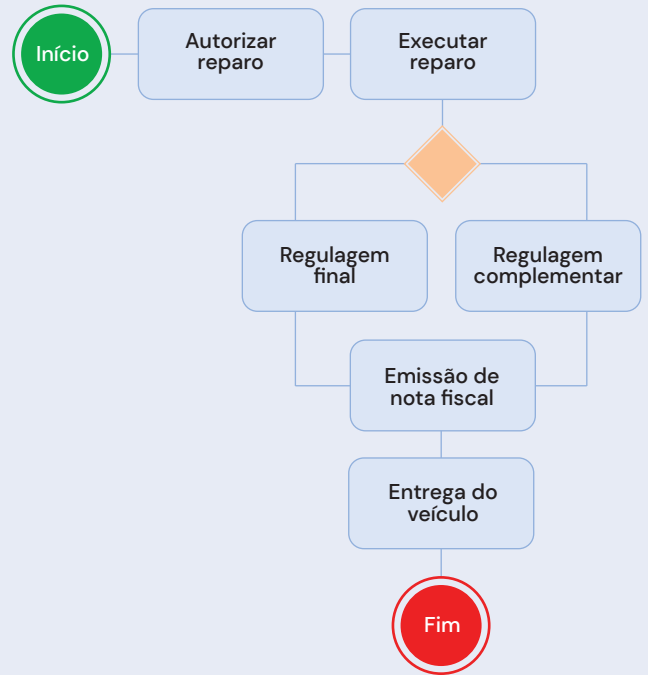 Início
Autorizar
reparo
Executar
reparo
Regulagem
final
Regulagem
complementar
Emissão de
nota fiscal
Entrega do
veículo
Fim